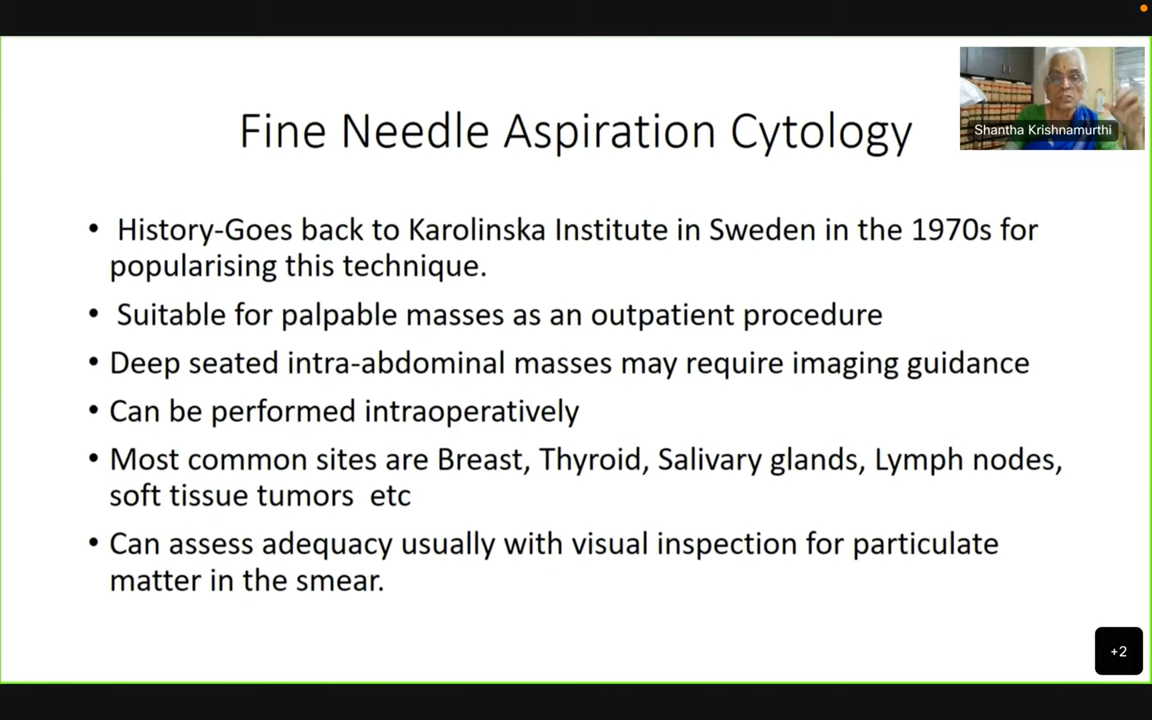 Shantha Krishnamurthi
Fine Needle Aspiration Cytology
• History-Goes back to Karolinska Institute in Sweden in the 1970s for
popularising this technique.
• Suitable for palpable masses as an outpatient procedure
• Deep seated intra-abdominal masses may require imaging guidance
• Can be performed intraoperatively
• Most common sites are Breast, Thyroid, Salivary glands, Lymph nodes,
soft tissue tumors etc
• Can assess adequacy usually with visual inspection for particulate
matter in the smear.
+2